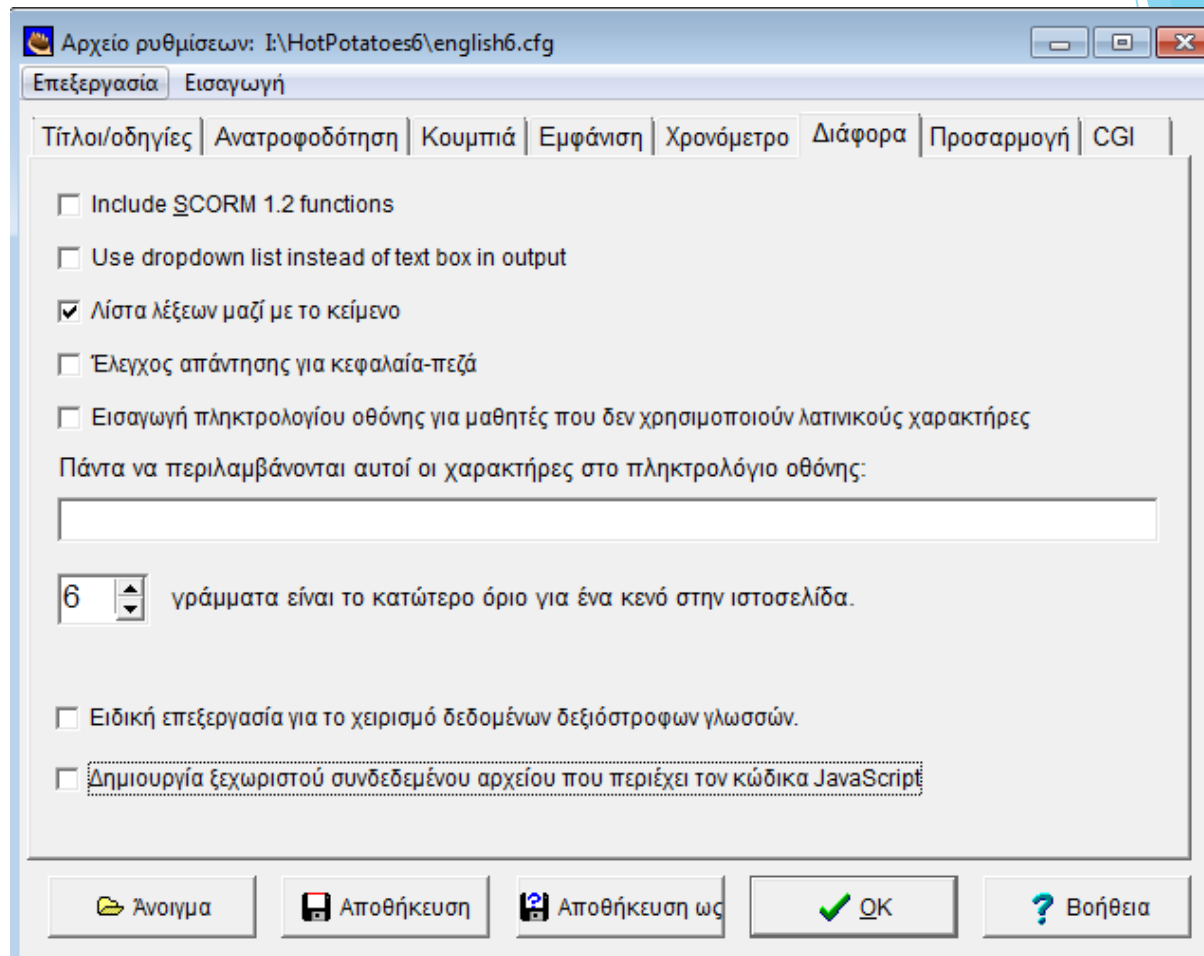 Αρχείο ρυθμίσεων: I:\HotPotatoes6\english6.cfg
Επεξεργασία Εισαγωγή
Τίτλοι/οδηγίες Ανατροφοδότηση Κουμπιά Εμφάνιση Χρονόμετρο Διάφορα Προσαρμογή CGI
Include SCORM 1.2 functions
Use dropdown list instead of text box in output
Λίστα λέξεων μαζί με το κείμενο
Έλεγχος απάντησης για κεφαλαία-πεζά
Εισαγωγή πληκτρολογίου οθόνης για μαθητές που δεν χρησιμοποιούν λατινικούς χαρακτήρες
Πάντα να περιλαμβάνονται αυτοί οι χαρακτήρες στο πληκτρολόγιο οθόνης:
6 γράμματα είναι το κατώτερο όριο για ένα κενό στην ιστοσελίδα.
Ειδική επεξεργασία για το χειρισμό δεδομένων δεξιόστροφων γλωσσών.
Δημιουργία ξεχωριστού συνδεδεμένου αρχείου που περιέχει τον κώδικα JavaScript
Άνοιγμα Αποθήκευση Αποθήκευση ως OK Βοήθεια